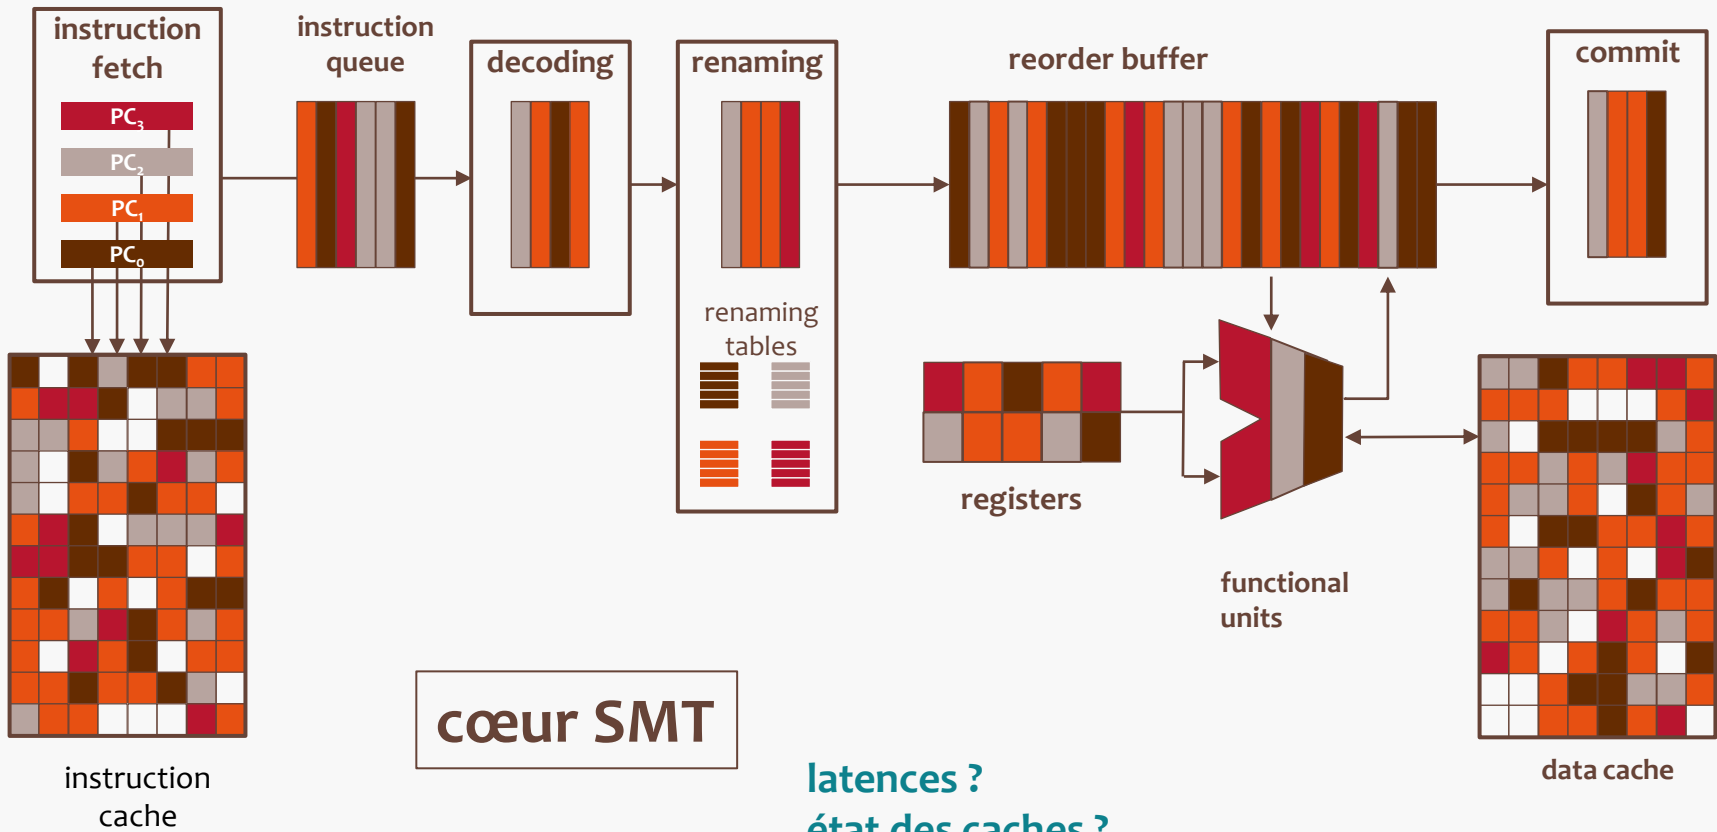 instruction
fetch
PC3
PC2
PC1
PC0
instruction
queue
decoding
renaming
renaming
tables
reorder buffer
commit
registers
functional
units
instruction
cache
cœur SMT
data cache
latences ?
état des caches ?